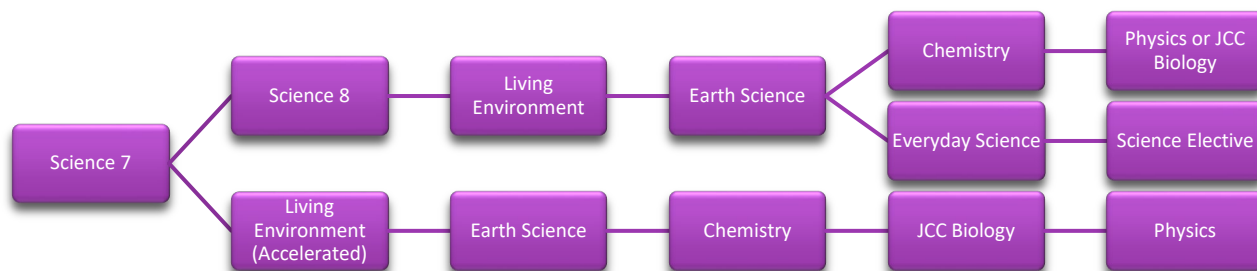 Science 7
Science 8
Living
Environment
Earth Science
Chemistry
Physics or JCC
Biology
Everyday Science
Science Elective
Living
Environment
(Accelerated)
Earth Science
Chemistry
JCC Biology
Physics